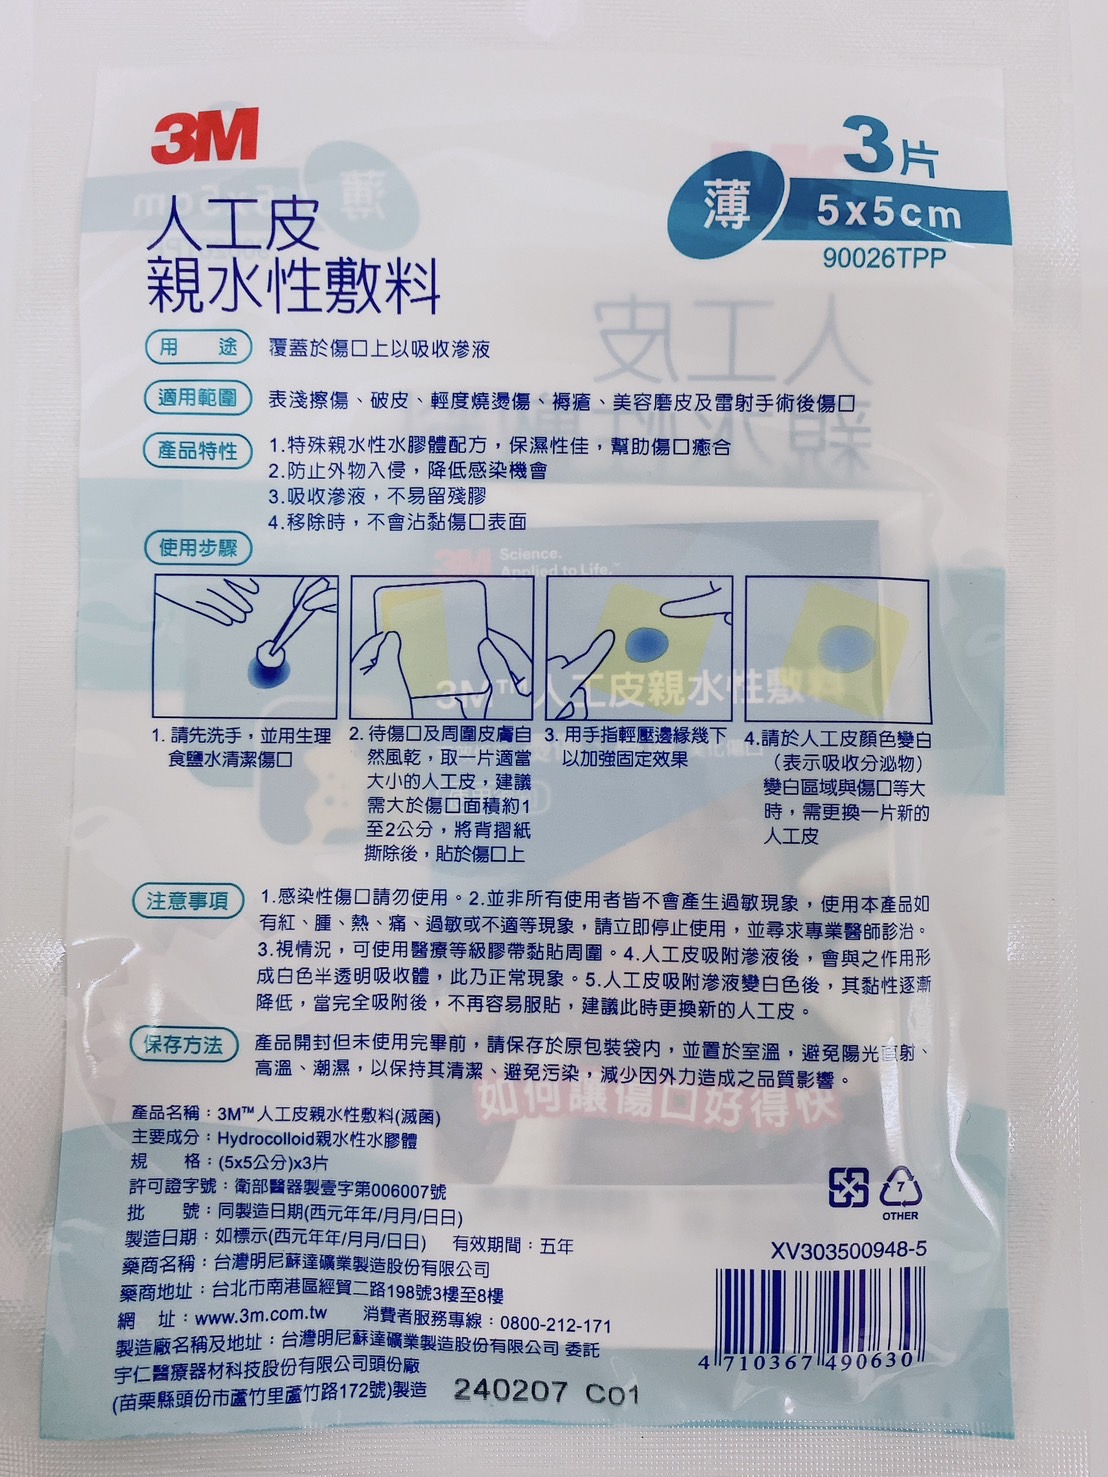 3M
3片
薄
5x5cm
90026TPP
人工皮
親水性敷料
用 途
覆蓋於傷口上以吸收滲液
適用範圍
表淺擦傷、破皮、輕度燒燙傷、褥瘡、美容磨皮及雷射手術後傷口
產品特性
1.特殊親水性水膠體配方，保濕性佳，幫助傷口癒合
2.防止外物入侵，降低感染機會
3.吸收滲液，不易留殘膠
4.移除時，不會沾黏傷口表面
使用步驟
3M Science.
Applied to Life.™
3M™ 人工皮親水性敷料
1. 請先洗手，並用生理
食鹽水清潔傷口
2. 待傷口及周圍皮膚自
然風乾，取一片適當
大小的人工皮，建議
需大於傷口面積約1
至2公分，將背摺紙
撕除後，貼於傷口上
3. 用手指輕壓邊緣幾下
以加強固定效果
4.請於人工皮顏色變白
（表示吸收分泌物）
變白區域與傷口等大
時，需更換一片新的
人工皮
注意事項
1.感染性傷口請勿使用。2.並非所有使用者皆不會產生過敏現象，使用本產品如
有紅、腫、熱、痛、過敏或不適等現象，請立即停止使用，並尋求專業醫師診治。
3.視情況，可使用醫療等級膠帶黏貼周圍。4.人工皮吸附滲液後，會與之作用形
成白色半透明吸收體，此乃正常現象。5.人工皮吸附滲液變白色後，其黏性逐漸
降低，當完全吸附後，不再容易服貼，建議此時更換新的人工皮。
保存方法
產品開封但未使用完畢前，請保存於原包裝袋內，並置於室溫，避免陽光直射、
高溫、潮濕，以保持其清潔、避免污染，減少因外力造成之品質影響。
如何讓傷口好得快
產品名稱：3M™人工皮親水性敷料(滅菌)
主要成分：Hydrocolloid親水性水膠體
規 格：(5x5公分)x3片
許可證字號：衛部醫器製壹字第006007號
批 號：同製造日期(西元年年/月月/日日)
製造日期：如標示(西元年年/月月/日日) 有效期間：五年
藥商名稱：台灣明尼蘇達礦業製造股份有限公司
藥商地址：台北市南港區經貿二路198號3樓至8樓
網 址：www.3m.com.tw 消費者服務專線：0800-212-171
製造廠名稱及地址：台灣明尼蘇達礦業製造股份有限公司 委託
宇仁醫療器材科技股份有限公司頭份廠
(苗栗縣頭份市蘆竹里蘆竹路172號)製造
240207 C01
7
OTHER
XV303500948-5
4 710367 490630